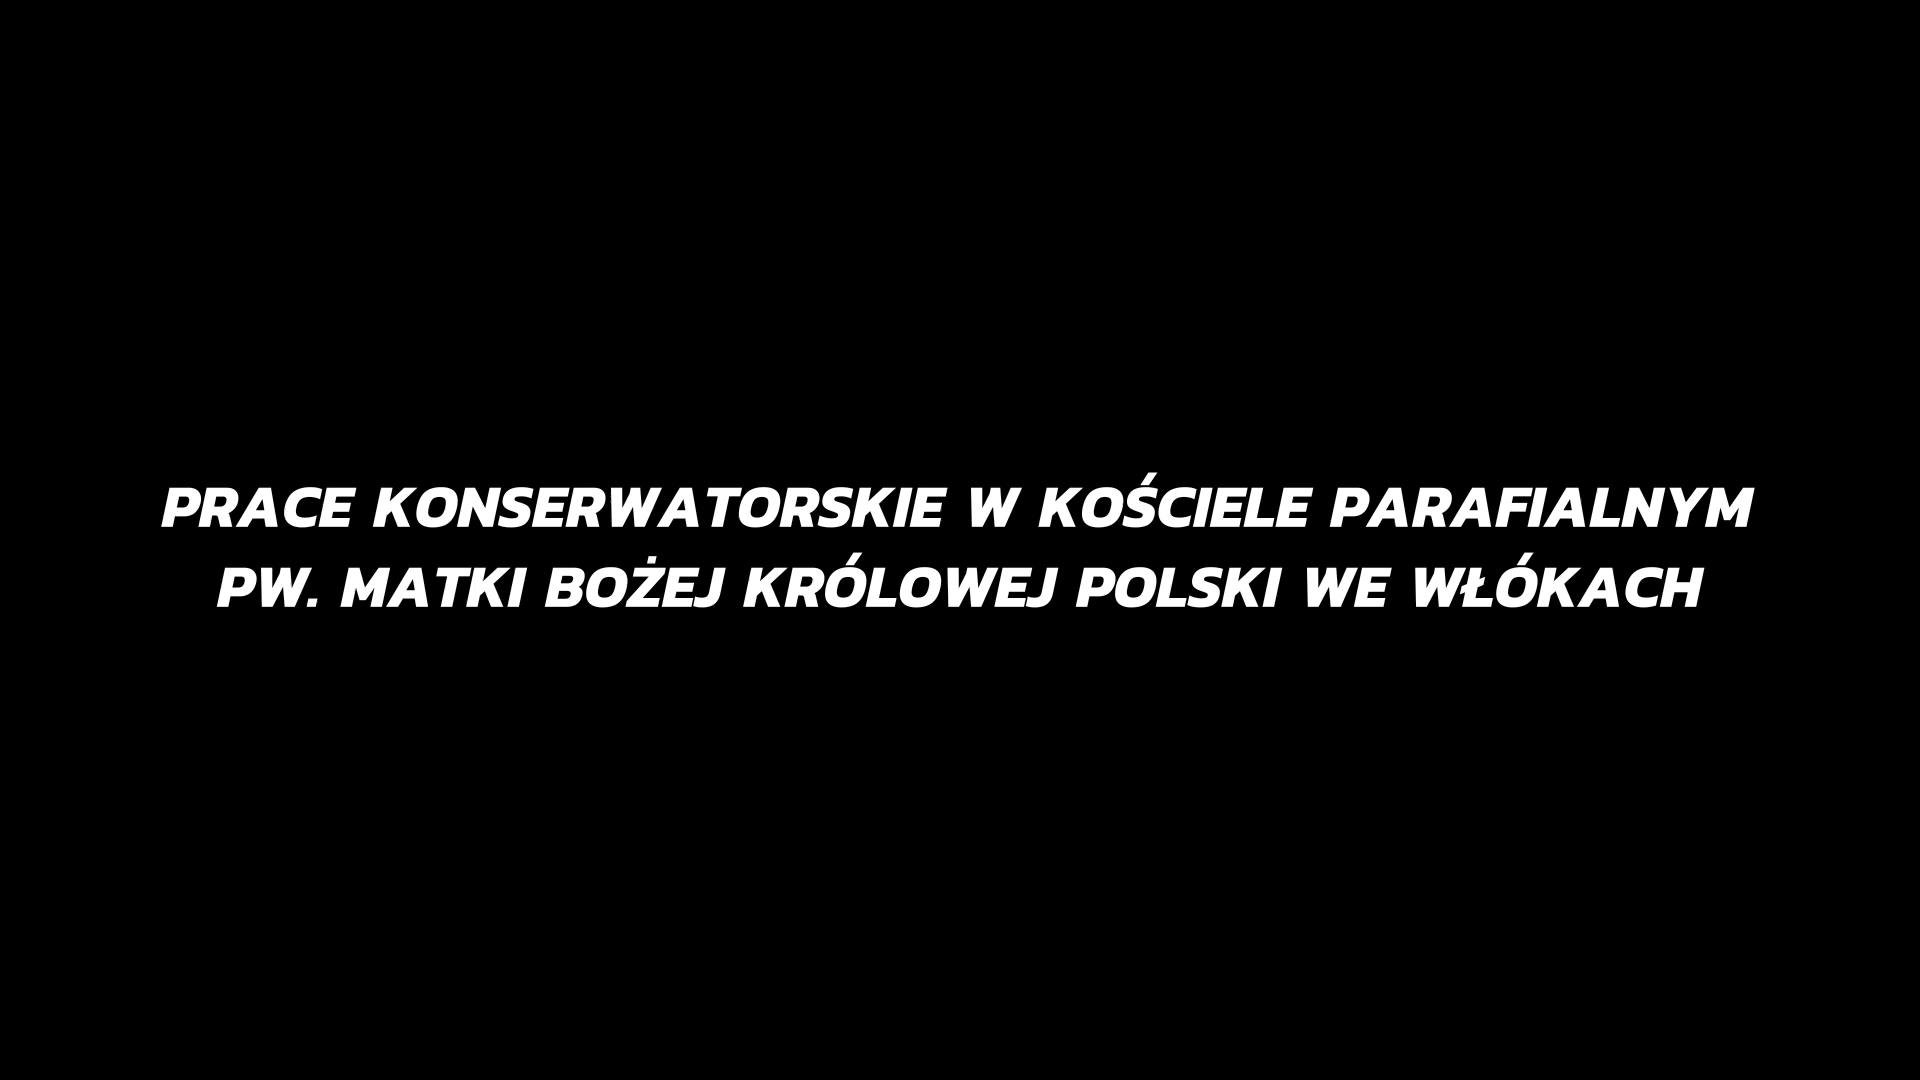 PRACE KONSERWATORSKIE W KOŚCIELE PARAFIALNYM
PW. MATKI BOŻEJ KRÓLOWEJ POLSKI WE WŁÓKACH